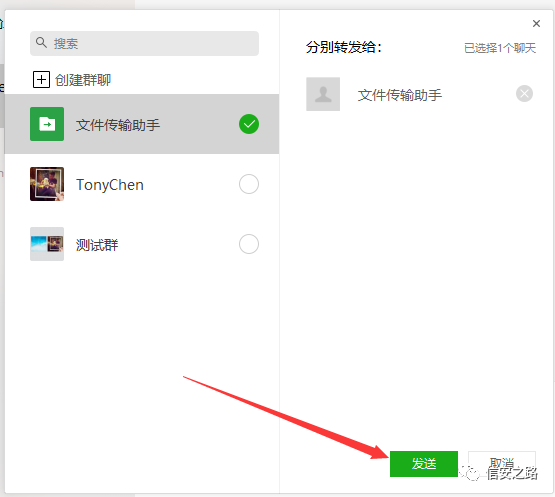 搜索
创建群聊
文件传输助手
TonyChen
测试群
分别转发给：
已选择1个聊天
文件传输助手
发送
取消
信安之路